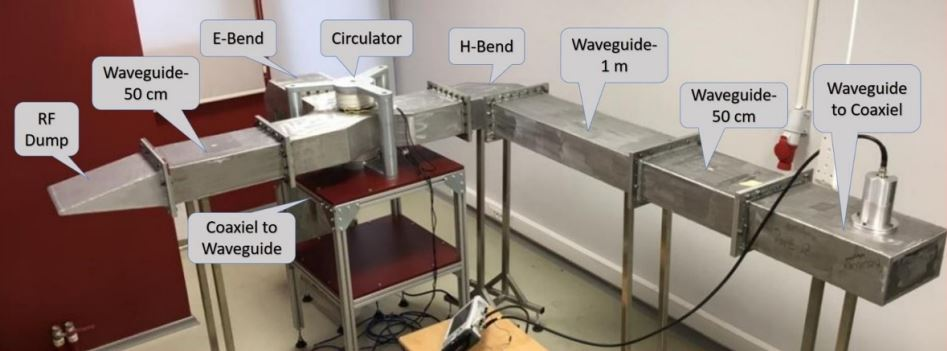 E-Bend
Circulator
H-Bend
Waveguide-
1 m
Waveguide-
50 cm
Waveguide-
50 cm
Waveguide
to Coaxiel
RF
Dump
Coaxiel to
Waveguide